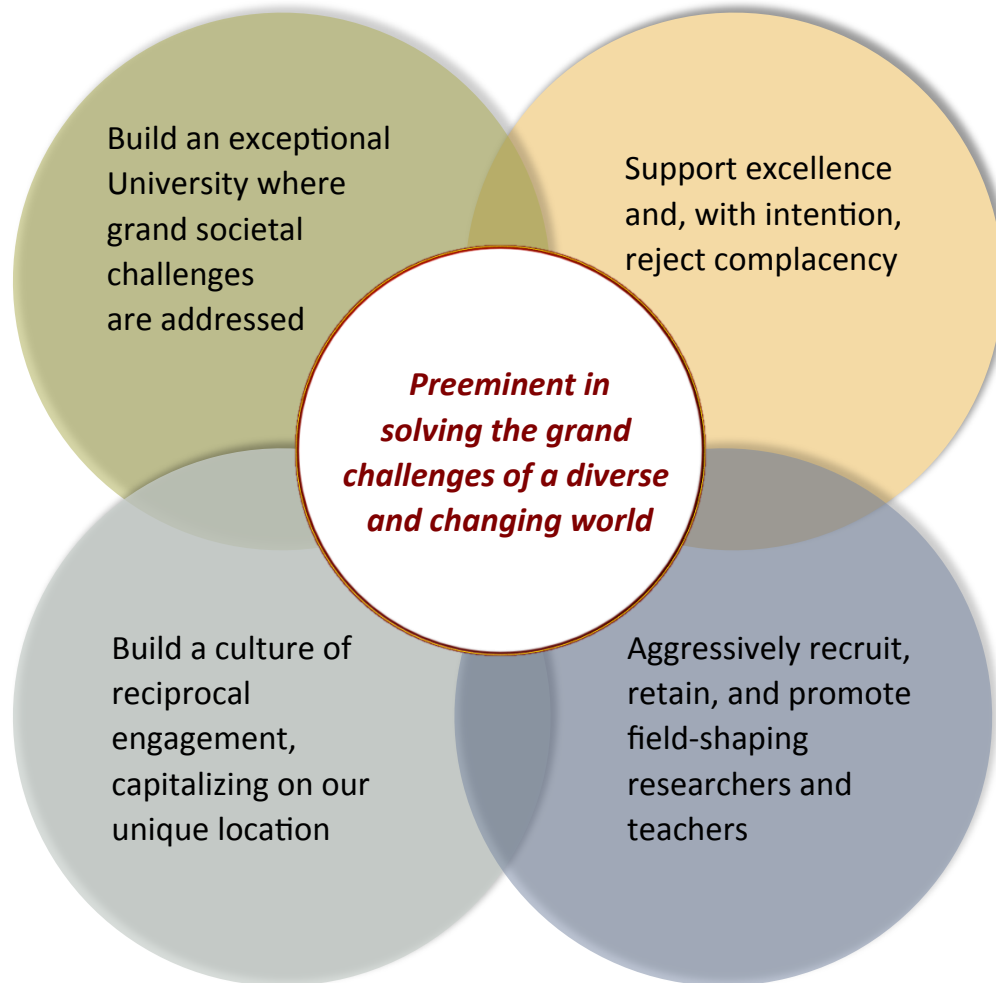 Build an exceptional
University where
grand societal
challenges
are addressed
Support excellence
and, with intention,
reject complacency
Preeminent in
solving the grand
challenges of a diverse
and changing world
Build a culture of
reciprocal
engagement,
capitalizing on our
unique location
Aggressively recruit,
retain, and promote
field-shaping
researchers and
teachers